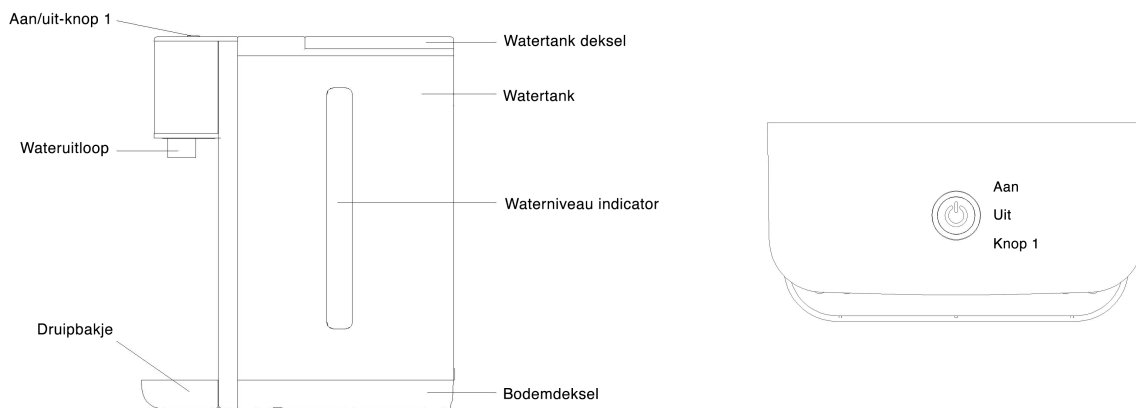 Aan/uit-knop 1
Watertank deksel
Watertank
Wateruitloop
Waterniveau indicator
Druipbakje
Bodemdeksel
Aan
Uit
Knop 1